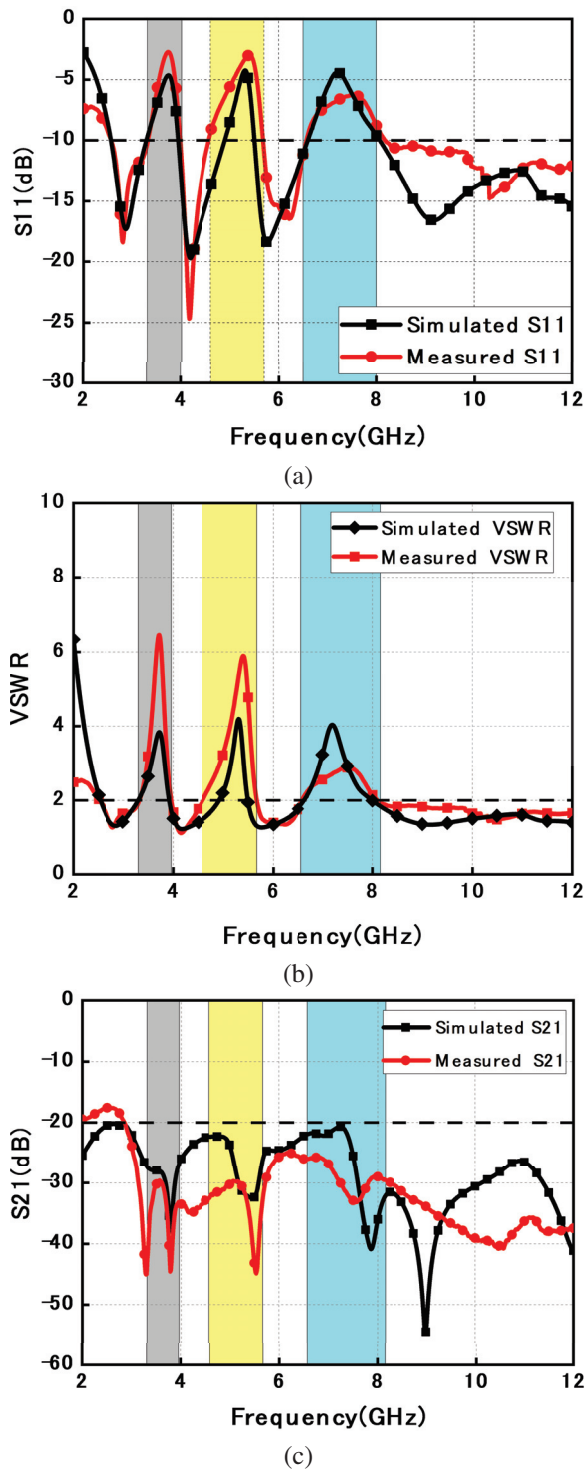 0
-5
-10
-15
-20
-25
-30
S11(dB)
Simulated S11
Measured S11
2 4 6 8 10 12
Frequency(GHz)
(a)
10
8
6
4
2
0
VSWR
Simulated VSWR
Measured VSWR
2 4 6 8 10 12
Frequency(GHz)
(b)
0
-10
-20
-30
-40
-50
-60
S21(dB)
Simulated S21
Measured S21
2 4 6 8 10 12
Frequency(GHz)
(c)